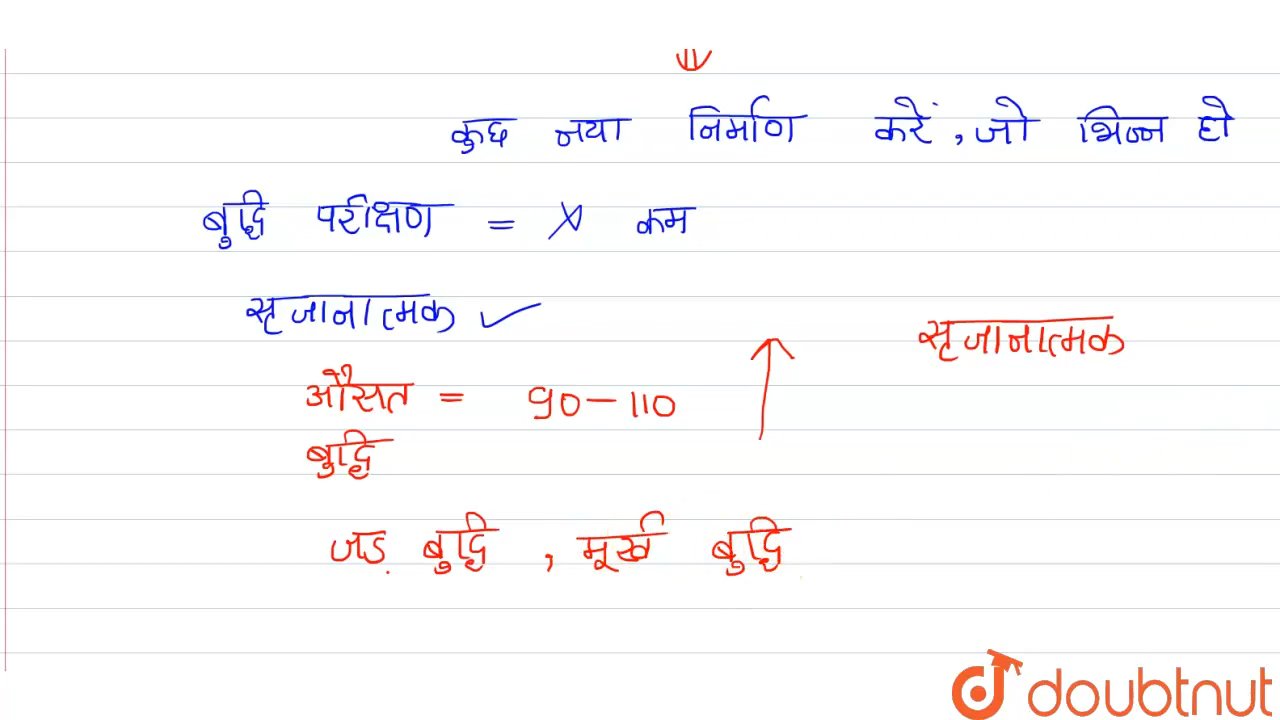 कुछ नया निर्माण करें, जो भिन्न हो
बुद्धि परीक्षण = X कम
सृजानात्मक ✓
सृजानात्मक
औसत = 90-110
बुद्धि
जड़ बुद्धि, मूर्ख बुद्धि
doubtnut